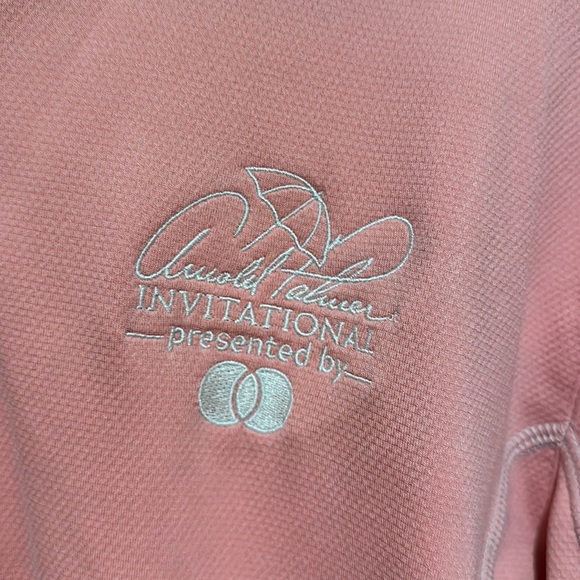 Arnold Palmer®
INVITATIONAL
presented by